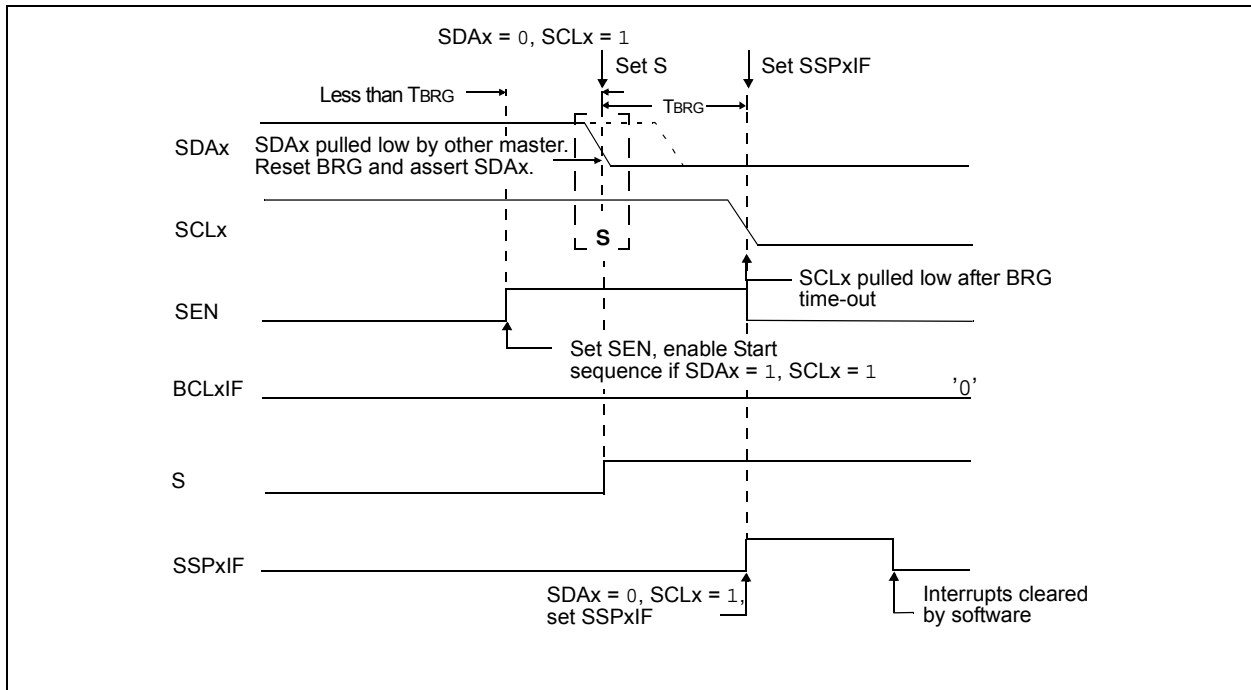 SDAx = 0, SCLx = 1
Set S
Set SSPxIF
Less than TBRG
TBRG
SDAx
SDAx pulled low by other master.
Reset BRG and assert SDAx.
SCLx
S
SCLx pulled low after BRG
time-out
SEN
Set SEN, enable Start
sequence if SDAx = 1, SCLx = 1
BCLxIF
'0'
S
SSPxIF
SDAx = 0, SCLx = 1,
set SSPxIF
Interrupts cleared
by software